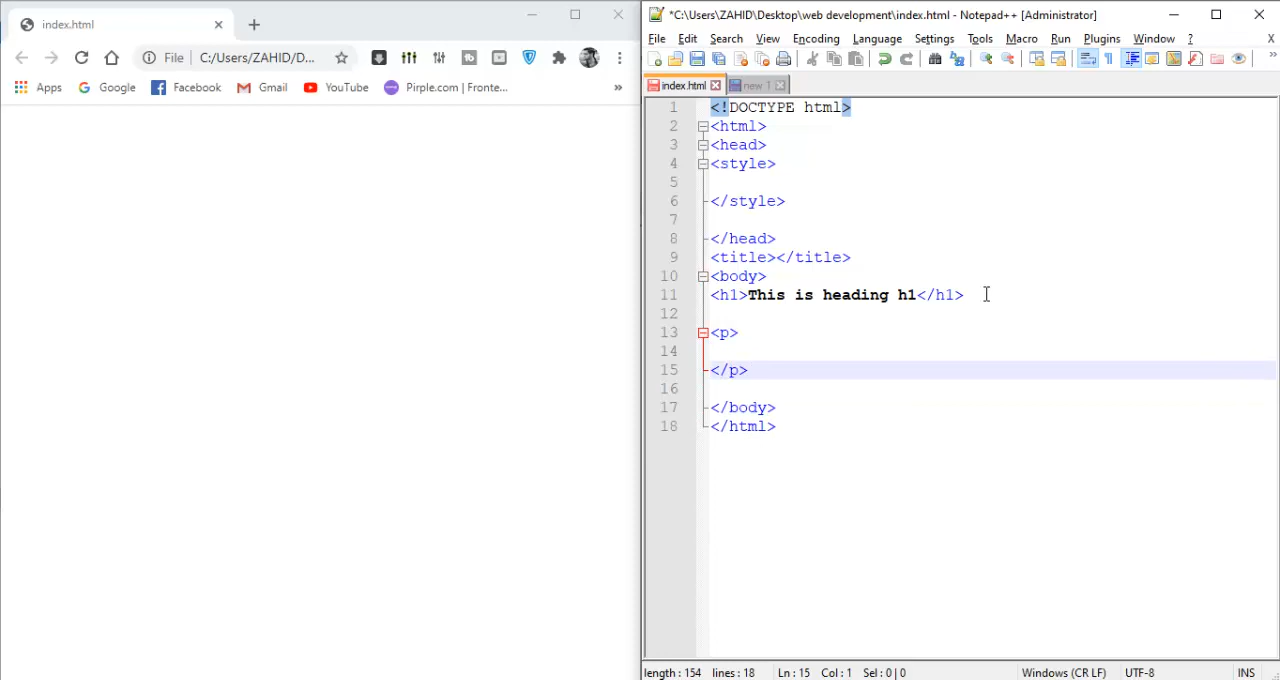 index.html
File C:/Users/ZAHID/D...
Apps Google Facebook Gmail YouTube Pirple.com | Fronte... »
*C:\Users\ZAHID\Desktop\web development\index.html - Notepad++ [Administrator]
File Edit Search View Encoding Language Settings Tools Macro Run Plugins Window ? X
index.html new 1
1 <!DOCTYPE html>
2 <html>
3 <head>
4 <style>
5
6 </style>
7
8 </head>
9 <title></title>
10 <body>
11 <h1>This is heading h1</h1>
12
13 <p>
14
15 </p>
16
17 </body>
18 </html>
length : 154 lines : 18 Ln : 15 Col : 1 Sel : 0 | 0 Windows (CR LF) UTF-8 INS